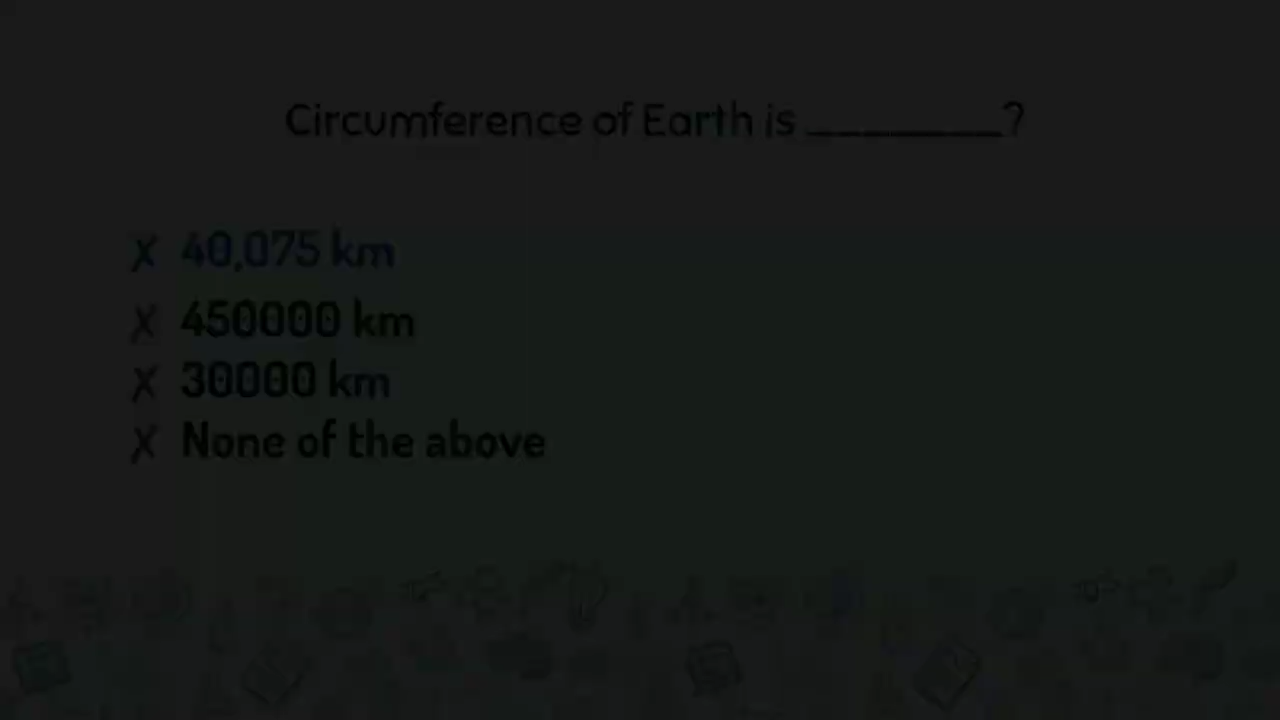 Circumference of Earth is ________?
X 40,075 km
X 450000 km
X 30000 km
X None of the above